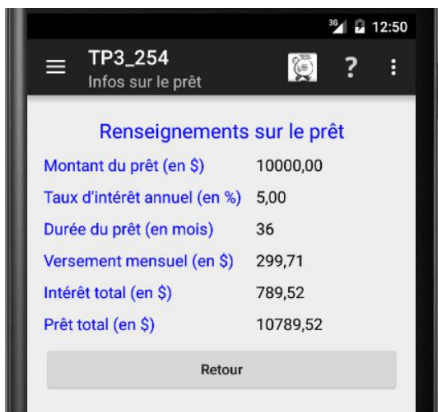 3G 12:50
TP3_254
Infos sur le prêt
?
Renseignements sur le prêt
Montant du prêt (en $) 10000,00
Taux d'intérêt annuel (en %) 5,00
Durée du prêt (en mois) 36
Versement mensuel (en $) 299,71
Intérêt total (en $) 789,52
Prêt total (en $) 10789,52
Retour